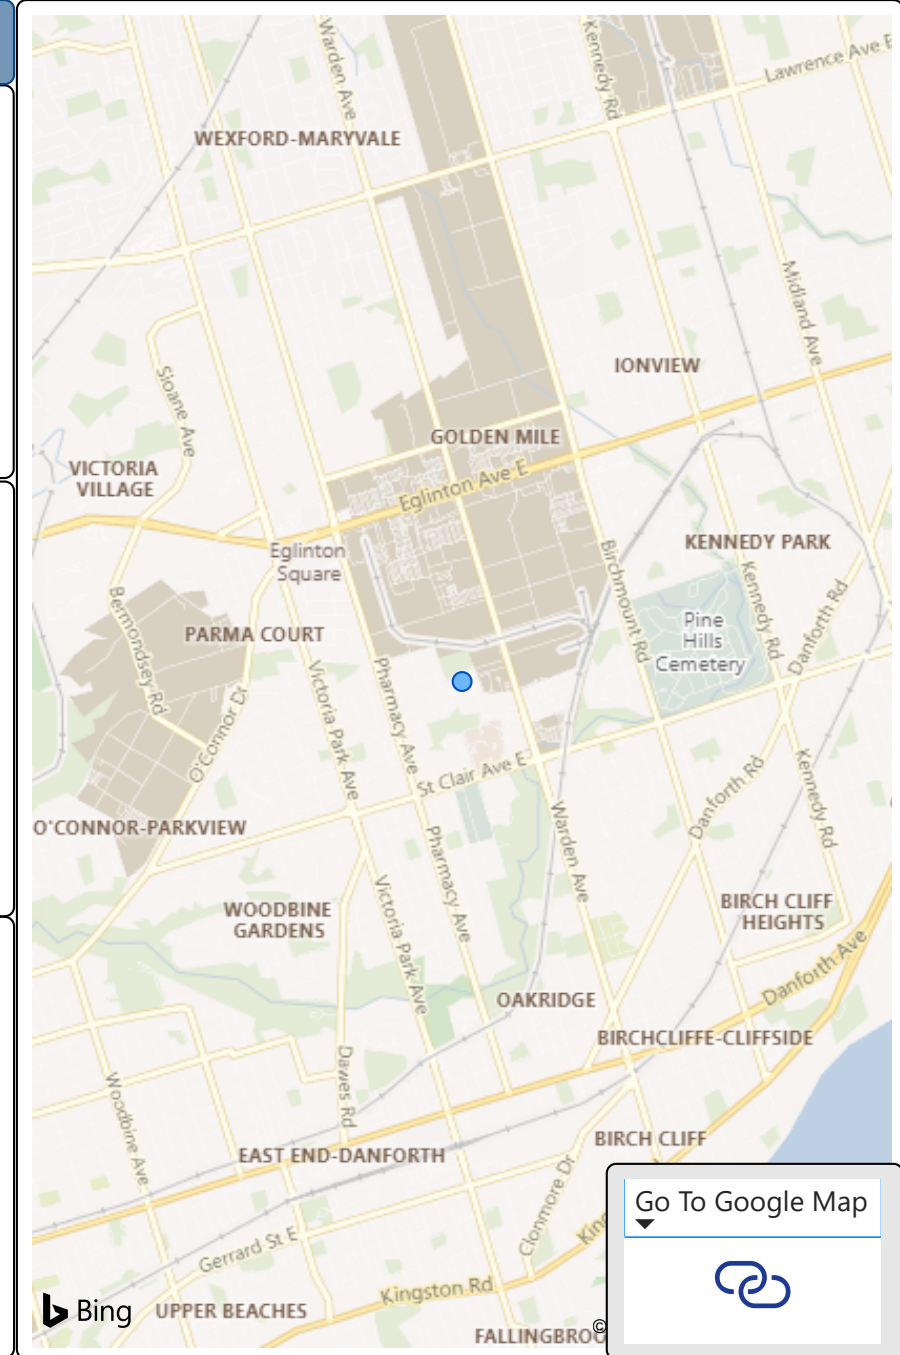 Warden Ave
Kennedy Rd
Lawrence Ave E
WEXFORD-MARYVALE
Midland Ave
IONVIEW
Sloane Ave
GOLDEN MILE
VICTORIA
VILLAGE
Eglinton Ave E
Eglinton
Square
KENNEDY PARK
Birchmount Rd
Kennedy Rd
Danforth Rd
Bermondsey Rd
PARMA COURT
Pine
Hills
Cemetery
O'Connor Dr
Victoria Park Ave
Pharmacy Ave
St Clair Ave E
Danforth Rd
Kennedy Rd
O'CONNOR-PARKVIEW
Pharmacy Ave
Warden Ave
WOODBINE
GARDENS
Victoria Park Ave
BIRCH CLIFF
HEIGHTS
Danforth Ave
OAKRIDGE
BIRCHCLIFFE-CLIFFSIDE
Woodbine Ave
Dawes Rd
EAST END-DANFORTH
BIRCH CLIFF
Clonmore Dr
Go To Google Map
Gerrard St E
Kingston Rd
Bing
UPPER BEACHES
©